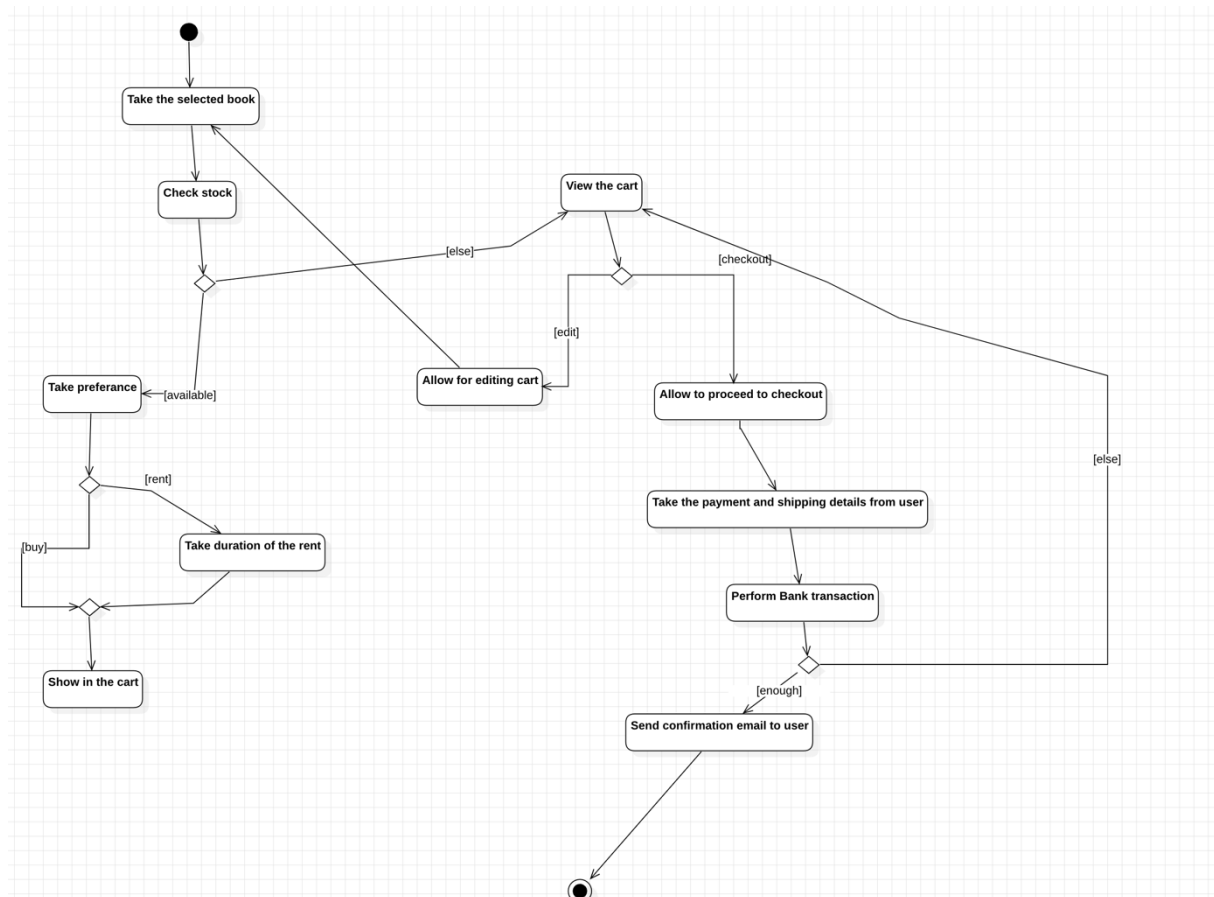 Take the selected book
Check stock
View the cart
[else]
[checkout]
[edit]
Take preferance
[available]
Allow for editing cart
Allow to proceed to checkout
[else]
[rent]
Take the payment and shipping details from user
[buy]
Take duration of the rent
Perform Bank transaction
Show in the cart
[enough]
Send confirmation email to user